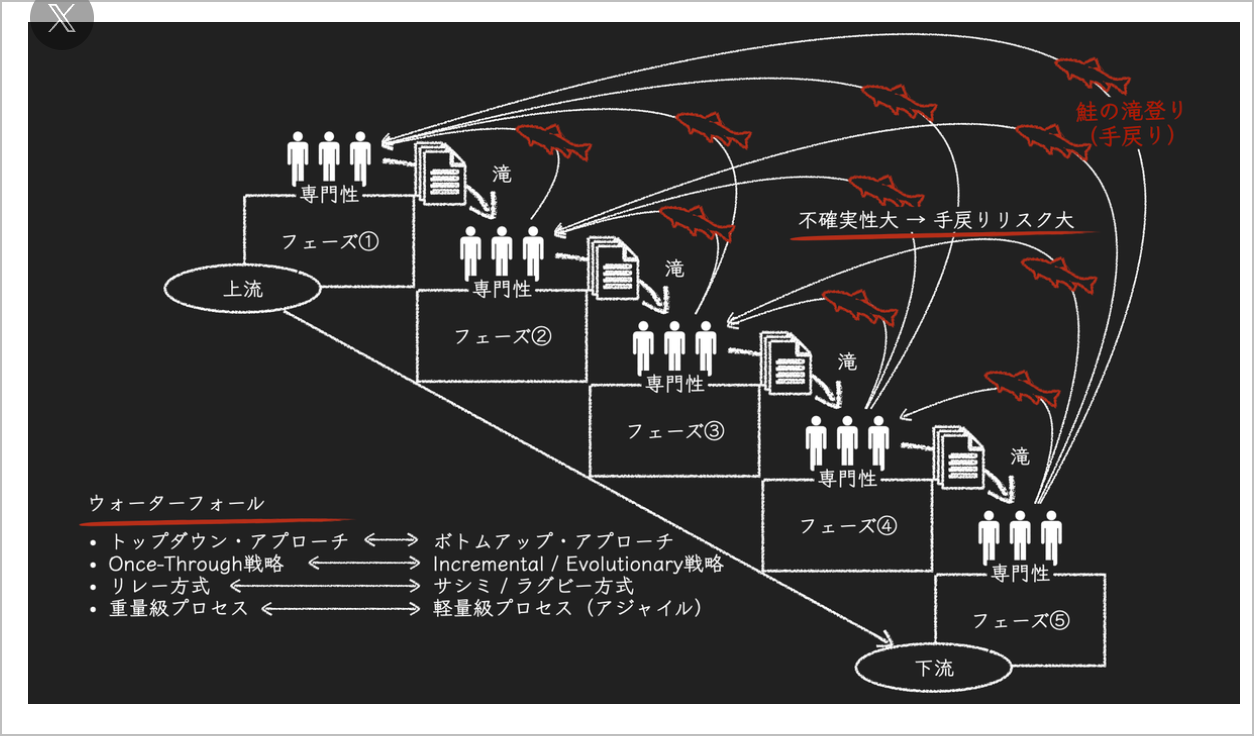 鮭の滝登り
（手戻り）
専門性
滝
フェーズ①
不確実性大 → 手戻りリスク大
専門性
滝
上流
フェーズ②
専門性
滝
フェーズ③
専門性
滝
フェーズ④
専門性
フェーズ⑤
下流
ウォーターフォール
• トップダウン・アプローチ ⟷ ボトムアップ・アプローチ
• Once-Through戦略 ⟷ Incremental / Evolutionary戦略
• リレー方式 ⟷ サシミ / ラグビー方式
• 重量級プロセス ⟷ 軽量級プロセス（アジャイル）